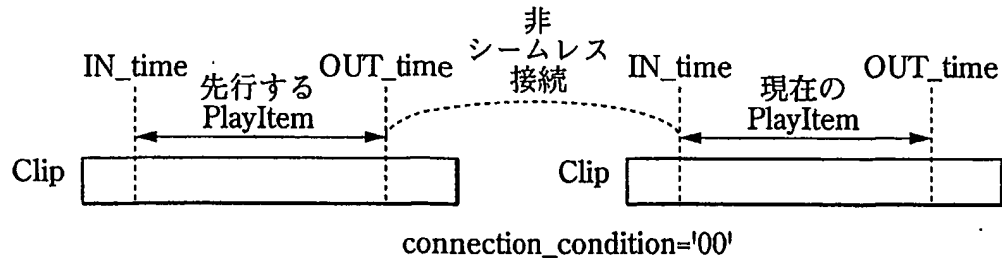 非
シームレス
接続
IN_time
OUT_time
IN_time
OUT_time
先行する
PlayItem
現在の
PlayItem
Clip
Clip
connection_condition='00'